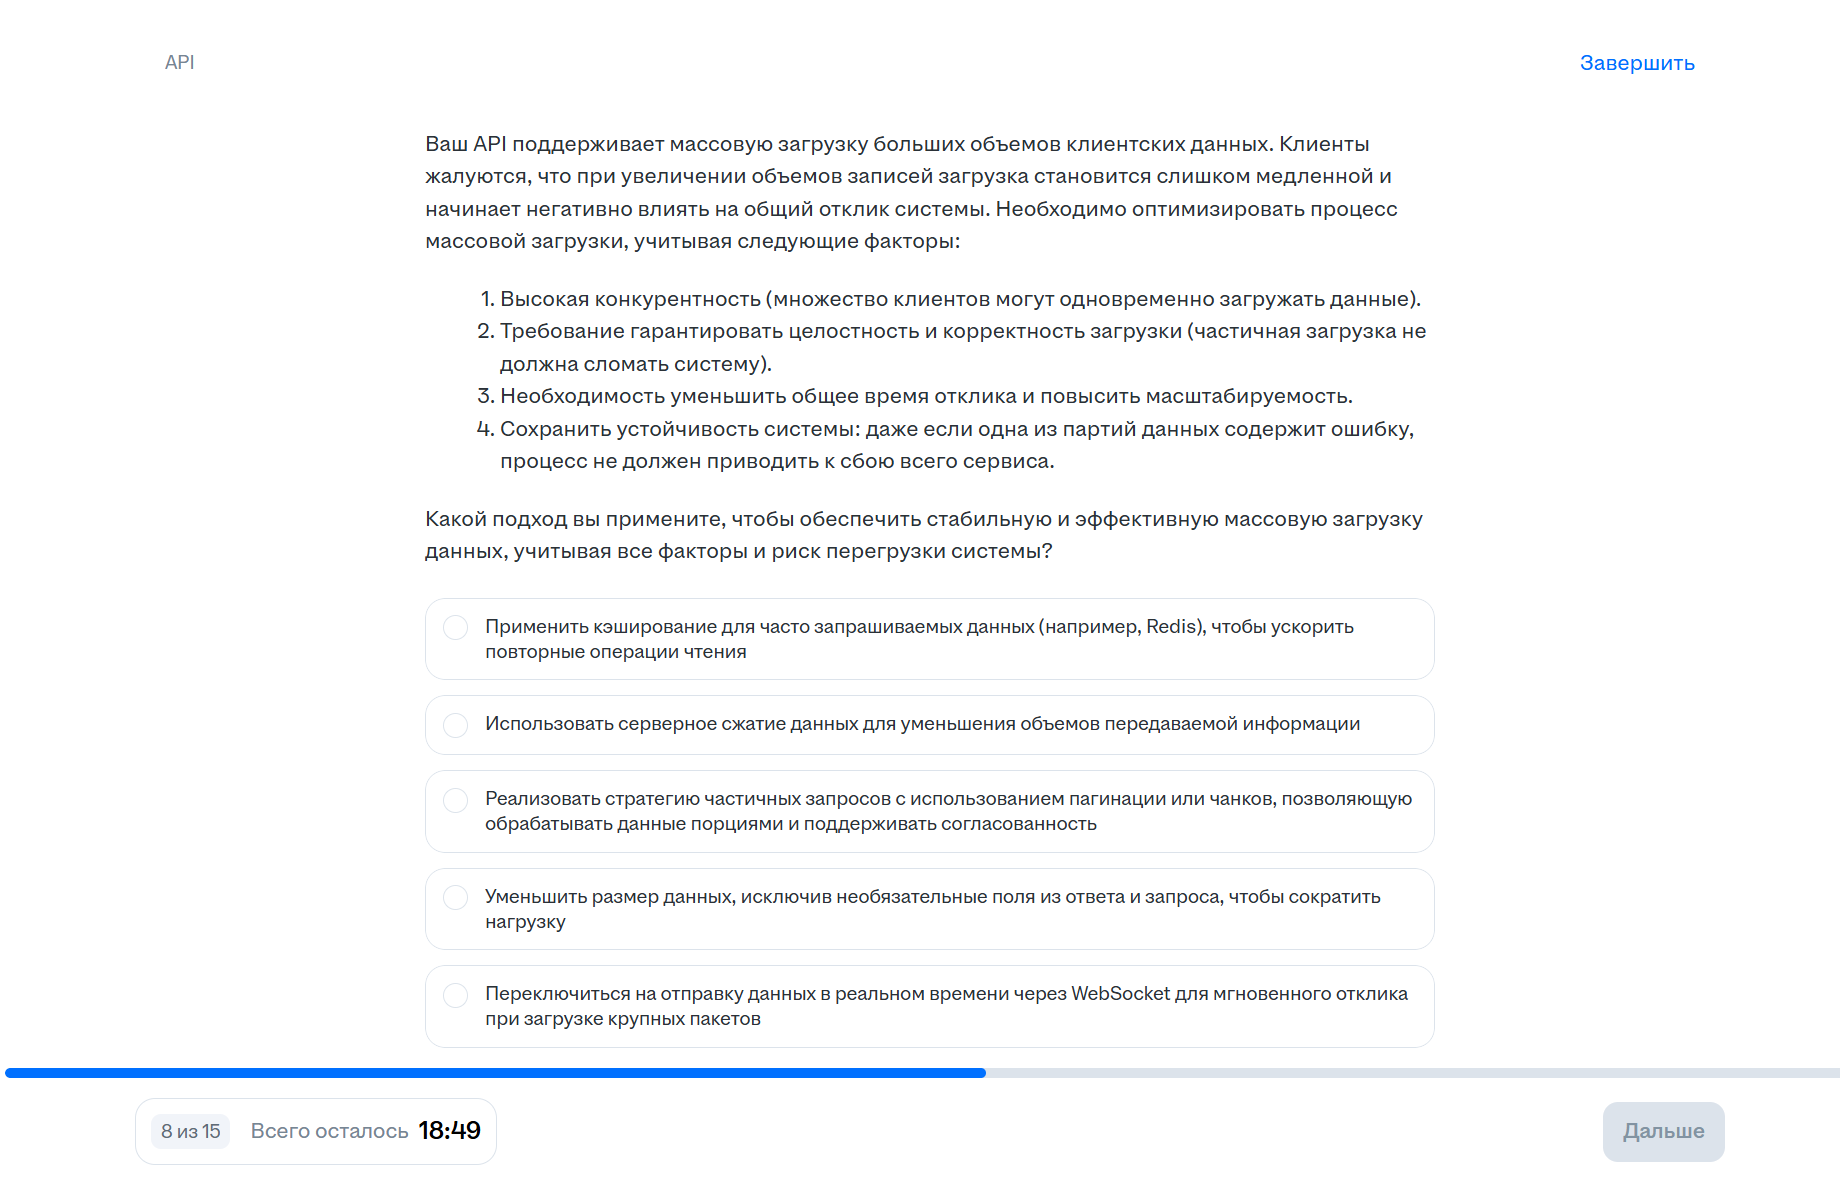 API
Завершить
Ваш API поддерживает массовую загрузку больших объемов клиентских данных. Клиенты
жалуются, что при увеличении объемов записей загрузка становится слишком медленной и
начинает негативно влиять на общий отклик системы. Необходимо оптимизировать процесс
массовой загрузки, учитывая следующие факторы:
1. Высокая конкурентность (множество клиентов могут одновременно загружать данные).
2. Требование гарантировать целостность и корректность загрузки (частичная загрузка не
должна сломать систему).
3. Необходимость уменьшить общее время отклика и повысить масштабируемость.
4. Сохранить устойчивость системы: даже если одна из партий данных содержит ошибку,
процесс не должен приводить к сбою всего сервиса.
Какой подход вы примените, чтобы обеспечить стабильную и эффективную массовую загрузку
данных, учитывая все факторы и риск перегрузки системы?
Применить кэширование для часто запрашиваемых данных (например, Redis), чтобы ускорить
повторные операции чтения
Использовать серверное сжатие данных для уменьшения объемов передаваемой информации
Реализовать стратегию частичных запросов с использованием пагинации или чанков, позволяющую
обрабатывать данные порциями и поддерживать согласованность
Уменьшить размер данных, исключив необязательные поля из ответа и запроса, чтобы сократить
нагрузку
Переключиться на отправку данных в реальном времени через WebSocket для мгновенного отклика
при загрузке крупных пакетов
8 из 15
Всего осталось 18:49
Дальше